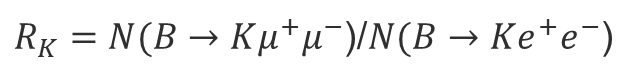 R_K = N(B → Kμ⁺μ⁻)/N(B → Ke⁺e⁻)